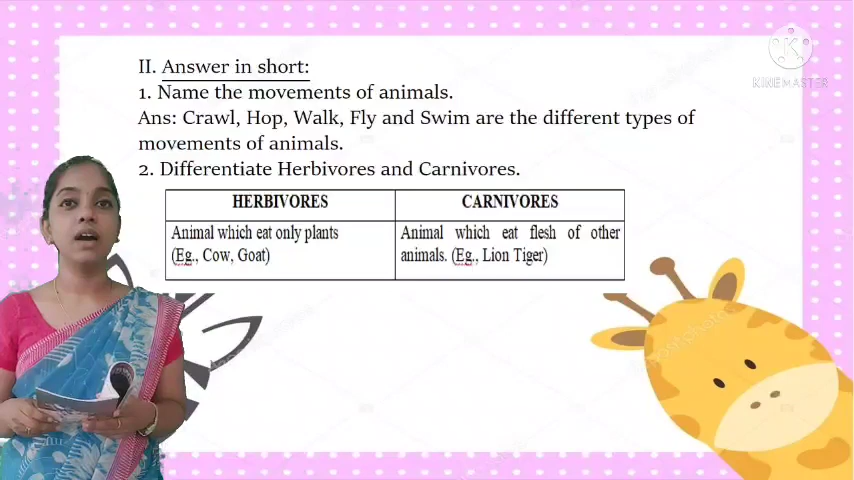 II. Answer in short:
1. Name the movements of animals.
Ans: Crawl, Hop, Walk, Fly and Swim are the different types of
movements of animals.
2. Differentiate Herbivores and Carnivores.
HERBIVORES
CARNIVORES
Animal which eat only plants
(Eg., Cow, Goat)
Animal which eat flesh of other
animals. (Eg., Lion Tiger)
KINEMASTER